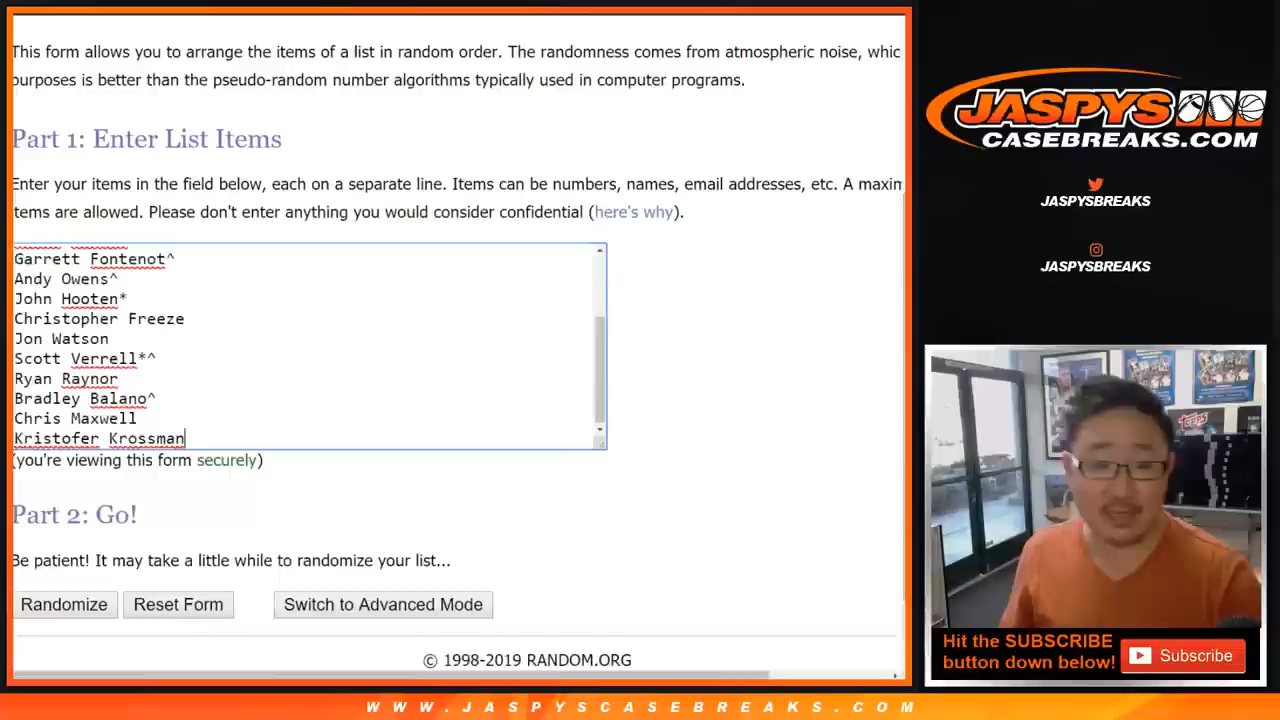 This form allows you to arrange the items of a list in random order. The randomness comes from atmospheric noise, whic
purposes is better than the pseudo-random number algorithms typically used in computer programs.
Part 1: Enter List Items
Enter your items in the field below, each on a separate line. Items can be numbers, names, email addresses, etc. A maxim
items are allowed. Please don't enter anything you would consider confidential (here's why).
Garrett Fontenot^
Andy Owens^
John Hooten*
Christopher Freeze
Jon Watson
Scott Verrell*^
Ryan Raynor
Bradley Balano^
Chris Maxwell
Kristofer Krossman
(you're viewing this form securely)
Part 2: Go!
Be patient! It may take a little while to randomize your list...
Randomize Reset Form Switch to Advanced Mode
© 1998-2019 RANDOM.ORG
JASPYS
CASEBREAKS.COM
JASPYSBREAKS
JASPYSBREAKS
Topps
Hit the SUBSCRIBE
button down below!
Subscribe
WWW.JASPYSCASEBREAKS.COM